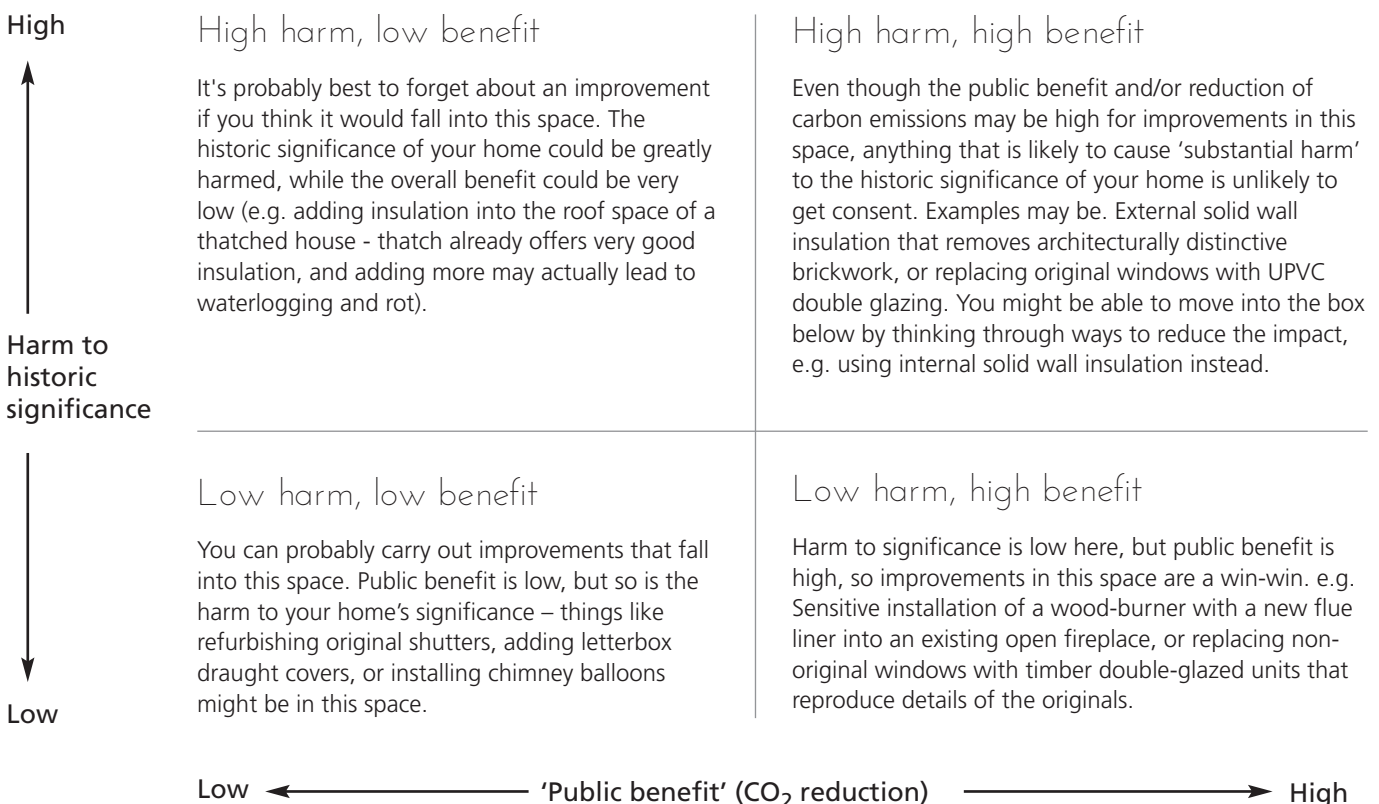 High
High harm, low benefit
It's probably best to forget about an improvement
if you think it would fall into this space. The
historic significance of your home could be greatly
harmed, while the overall benefit could be very
low (e.g. adding insulation into the roof space of a
thatched house - thatch already offers very good
insulation, and adding more may actually lead to
waterlogging and rot).
High harm, high benefit
Even though the public benefit and/or reduction of
carbon emissions may be high for improvements in this
space, anything that is likely to cause ‘substantial harm’
to the historic significance of your home is unlikely to
get consent. Examples may be. External solid wall
insulation that removes architecturally distinctive
brickwork, or replacing original windows with UPVC
double glazing. You might be able to move into the box
below by thinking through ways to reduce the impact,
e.g. using internal solid wall insulation instead.
Harm to
historic
significance
Low harm, low benefit
You can probably carry out improvements that fall
into this space. Public benefit is low, but so is the
harm to your home’s significance – things like
refurbishing original shutters, adding letterbox
draught covers, or installing chimney balloons
might be in this space.
Low harm, high benefit
Harm to significance is low here, but public benefit is
high, so improvements in this space are a win-win. e.g.
Sensitive installation of a wood-burner with a new flue
liner into an existing open fireplace, or replacing non-
original windows with timber double-glazed units that
reproduce details of the originals.
Low
Low ‘Public benefit’ (CO₂ reduction) High